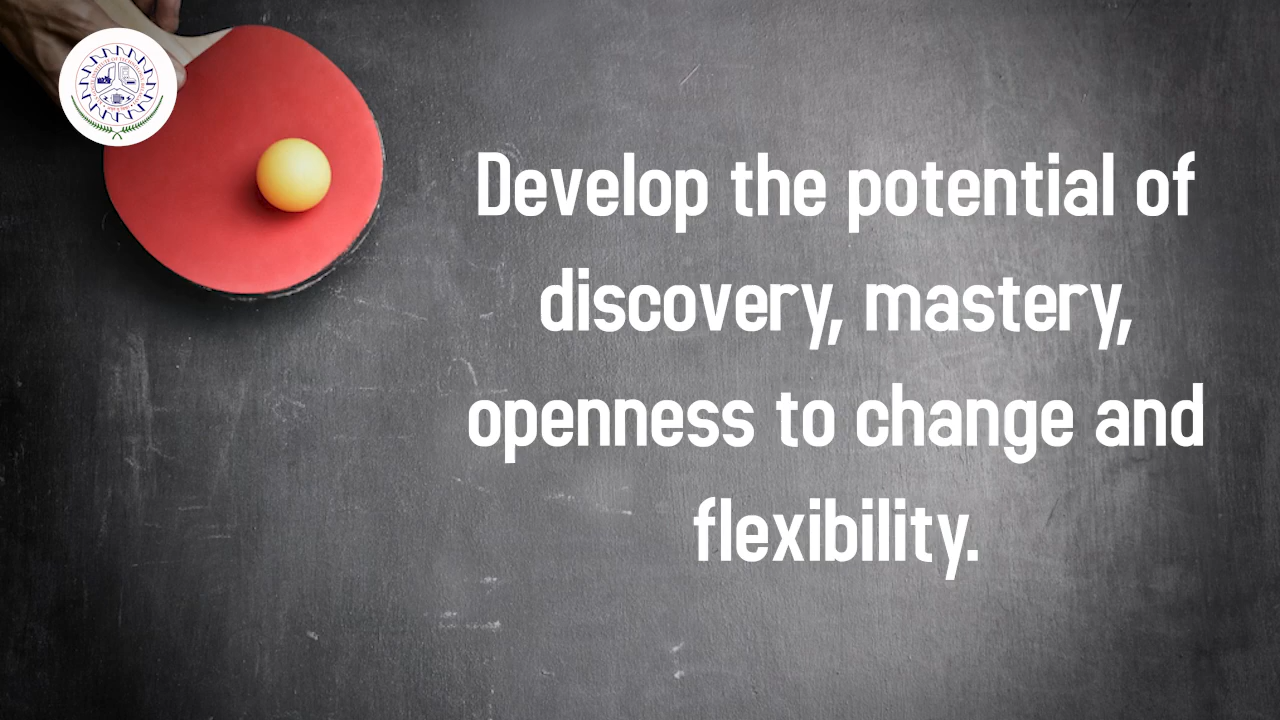 Develop the potential of
discovery, mastery,
openness to change and
flexibility.